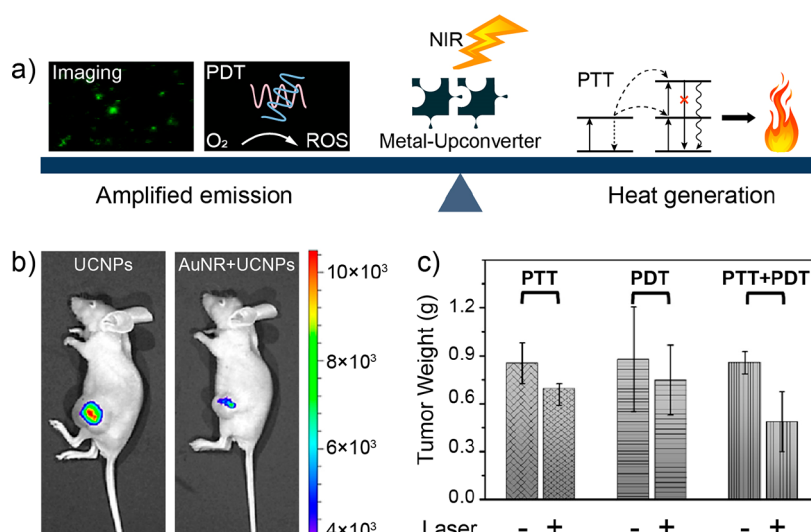 a)
Imaging
PDT
O₂
ROS
NIR
Metal-Upconverter
PTT
×
Amplified emission
Heat generation
b)
UCNPs
AuNR+UCNPs
10×10³
8×10³
6×10³
4×10³
c)
PTT
PDT
PTT+PDT
Tumor Weight (g)
1.2
0.9
0.6
0.3
0.0
Laser - + - + - +